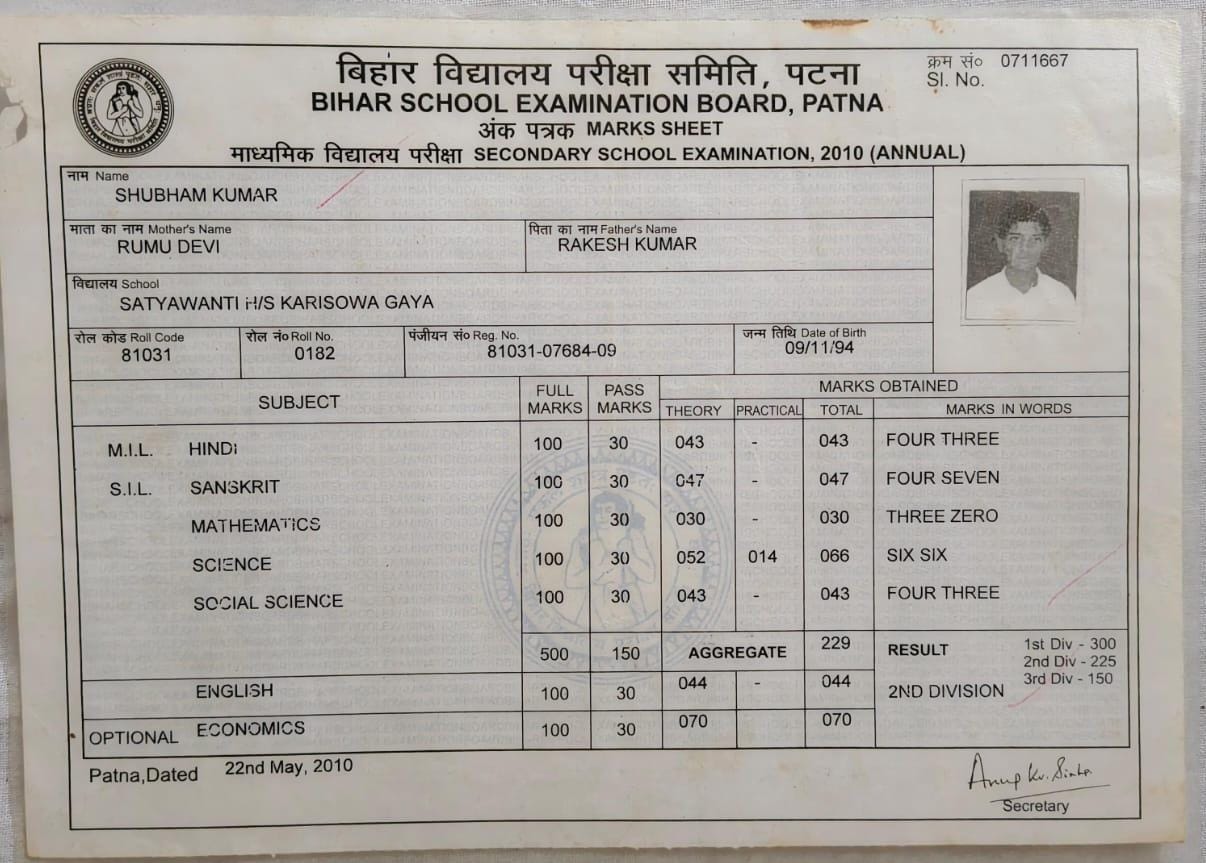 बिहार विद्यालय परीक्षा समिति, पटना
क्रम सं० 0711667
Sl. No.
BIHAR SCHOOL EXAMINATION BOARD, PATNA
अंक पत्रक MARKS SHEET
माध्यमिक विद्यालय परीक्षा SECONDARY SCHOOL EXAMINATION, 2010 (ANNUAL)
नाम Name
SHUBHAM KUMAR
माता का नाम Mother's Name पिता का नाम Father's Name
RUMU DEVI RAKESH KUMAR
विद्यालय School
SATYAWANTI H/S KARISOWA GAYA
रोल कोड Roll Code रोल नं० Roll No. पंजीयन सं० Reg. No. जन्म तिथि Date of Birth
81031 0182 81031-07684-09 09/11/94
SUBJECT FULL MARKS PASS MARKS MARKS OBTAINED
THEORY PRACTICAL TOTAL MARKS IN WORDS
M.I.L. HINDI 100 30 043 - 043 FOUR THREE
S.I.L. SANSKRIT 100 30 047 - 047 FOUR SEVEN
MATHEMATICS 100 30 030 - 030 THREE ZERO
SCIENCE 100 30 052 014 066 SIX SIX
SOCIAL SCIENCE 100 30 043 - 043 FOUR THREE
500 150 AGGREGATE 229 RESULT 1st Div - 300
2nd Div - 225
3rd Div - 150
ENGLISH 100 30 044 - 044 2ND DIVISION
OPTIONAL ECONOMICS 100 30 070 070
Patna,Dated 22nd May, 2010
Anup Kr. Sinha
Secretary